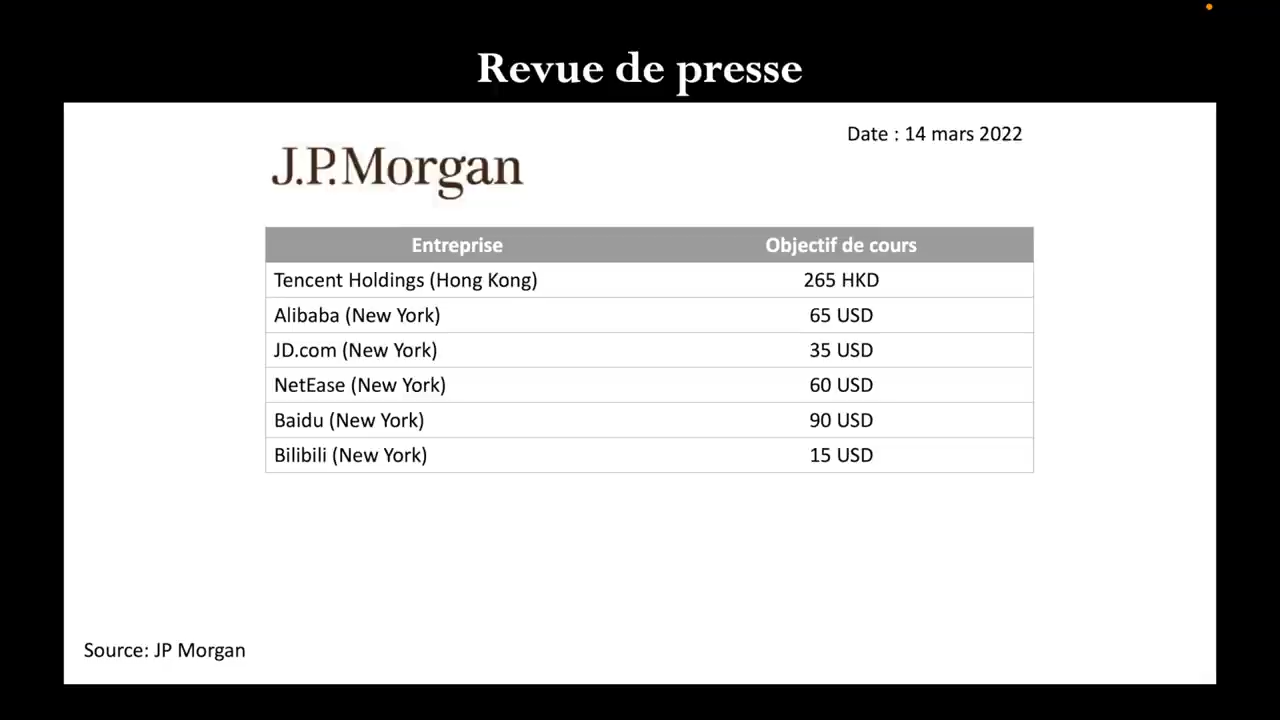 Revue de presse
Date : 14 mars 2022
J.P.Morgan
Entreprise Objectif de cours
Tencent Holdings (Hong Kong) 265 HKD
Alibaba (New York) 65 USD
JD.com (New York) 35 USD
NetEase (New York) 60 USD
Baidu (New York) 90 USD
Bilibili (New York) 15 USD
Source: JP Morgan